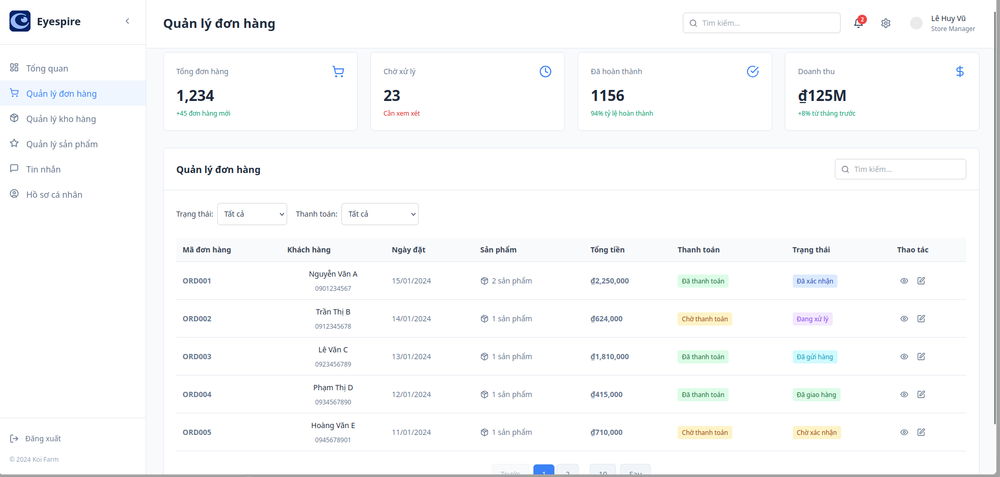 Eyespire
Quản lý đơn hàng
Tìm kiếm...
2
Lê Huy Vũ
Store Manager
Tổng quan
Quản lý đơn hàng
Quản lý kho hàng
Quản lý sản phẩm
Tin nhắn
Hồ sơ cá nhân
Đăng xuất
© 2024 Koi Farm
Tổng đơn hàng
1,234
+45 đơn hàng mới
Chờ xử lý
23
Cần xem xét
Đã hoàn thành
1156
94% tỷ lệ hoàn thành
Doanh thu
₫125M
+8% từ tháng trước
Quản lý đơn hàng
Tìm kiếm...
Trạng thái: Tất cả Thanh toán: Tất cả
Mã đơn hàng Khách hàng Ngày đặt Sản phẩm Tổng tiền Thanh toán Trạng thái Thao tác
ORD001 Nguyễn Văn A 0901234567 15/01/2024 2 sản phẩm ₫2,250,000 Đã thanh toán Đã xác nhận
ORD002 Trần Thị B 0912345678 14/01/2024 1 sản phẩm ₫624,000 Chờ thanh toán Đang xử lý
ORD003 Lê Văn C 0923456789 13/01/2024 1 sản phẩm ₫1,810,000 Đã thanh toán Đã gửi hàng
ORD004 Phạm Thị D 0934567890 12/01/2024 1 sản phẩm ₫415,000 Đã thanh toán Đã giao hàng
ORD005 Hoàng Văn E 0945678901 11/01/2024 1 sản phẩm ₫710,000 Chờ thanh toán Chờ xác nhận
Trước 1 2 10 Sau